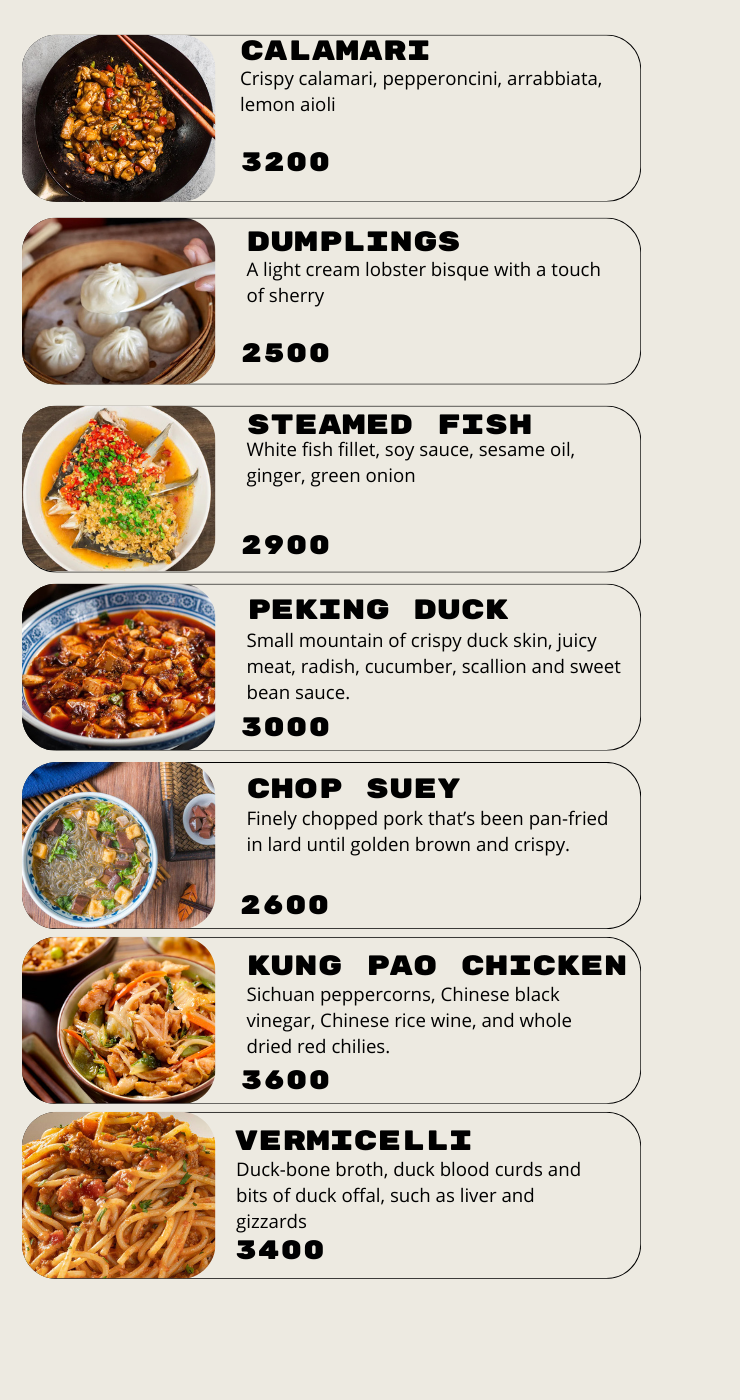 CALAMARI
Crispy calamari, pepperoncini, arrabbiata,
lemon aioli
3200
DUMPLINGS
A light cream lobster bisque with a touch
of sherry
2500
STEAMED FISH
White fish fillet, soy sauce, sesame oil,
ginger, green onion
2900
PEKING DUCK
Small mountain of crispy duck skin, juicy
meat, radish, cucumber, scallion and sweet
bean sauce.
3000
CHOP SUEY
Finely chopped pork that’s been pan-fried
in lard until golden brown and crispy.
2600
KUNG PAO CHICKEN
Sichuan peppercorns, Chinese black
vinegar, Chinese rice wine, and whole
dried red chilies.
3600
VERMICELLI
Duck-bone broth, duck blood curds and
bits of duck offal, such as liver and
gizzards
3400